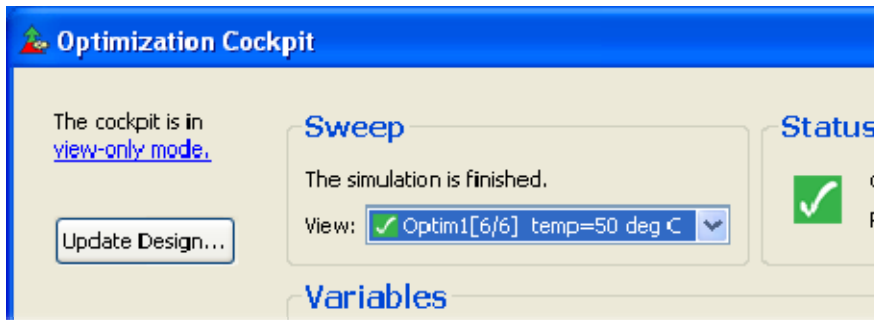 Optimization Cockpit
The cockpit is in
view-only mode.
Update Design...
Sweep
The simulation is finished.
View: Optim1[6/6] temp=50 deg C
Status
Variables